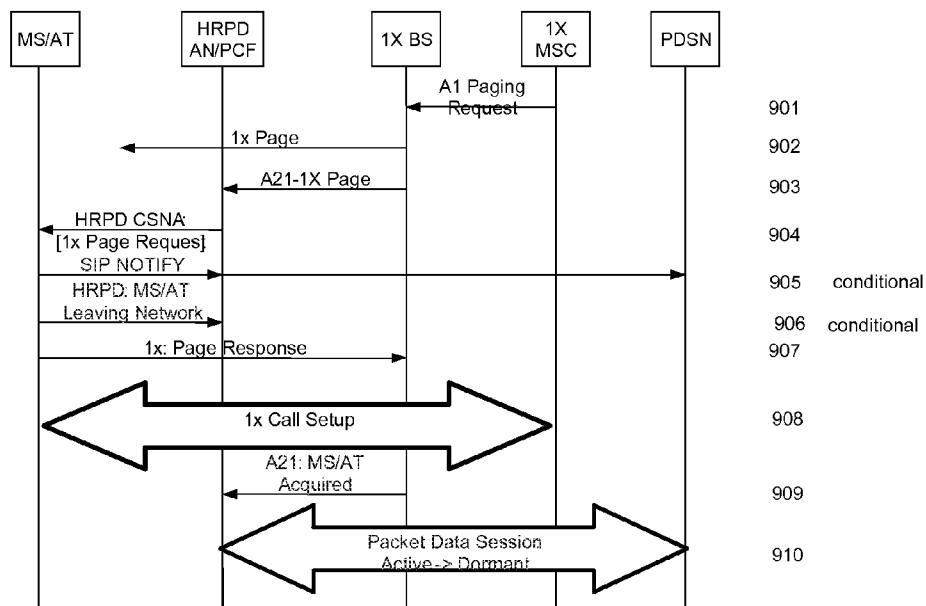 MS/AT
HRPD
AN/PCF
1X BS
1X
MSC
PDSN
A1 Paging
Request
901
1x Page
902
A21-1X Page
903
HRPD CSNA:
[1x Page Reques]
904
SIP NOTIFY
905 conditional
HRPD: MS/AT
Leaving Network
906 conditional
1x: Page Response
907
1x Call Setup
908
A21: MS/AT
Acquired
909
Packet Data Session
Active -> Dormant
910